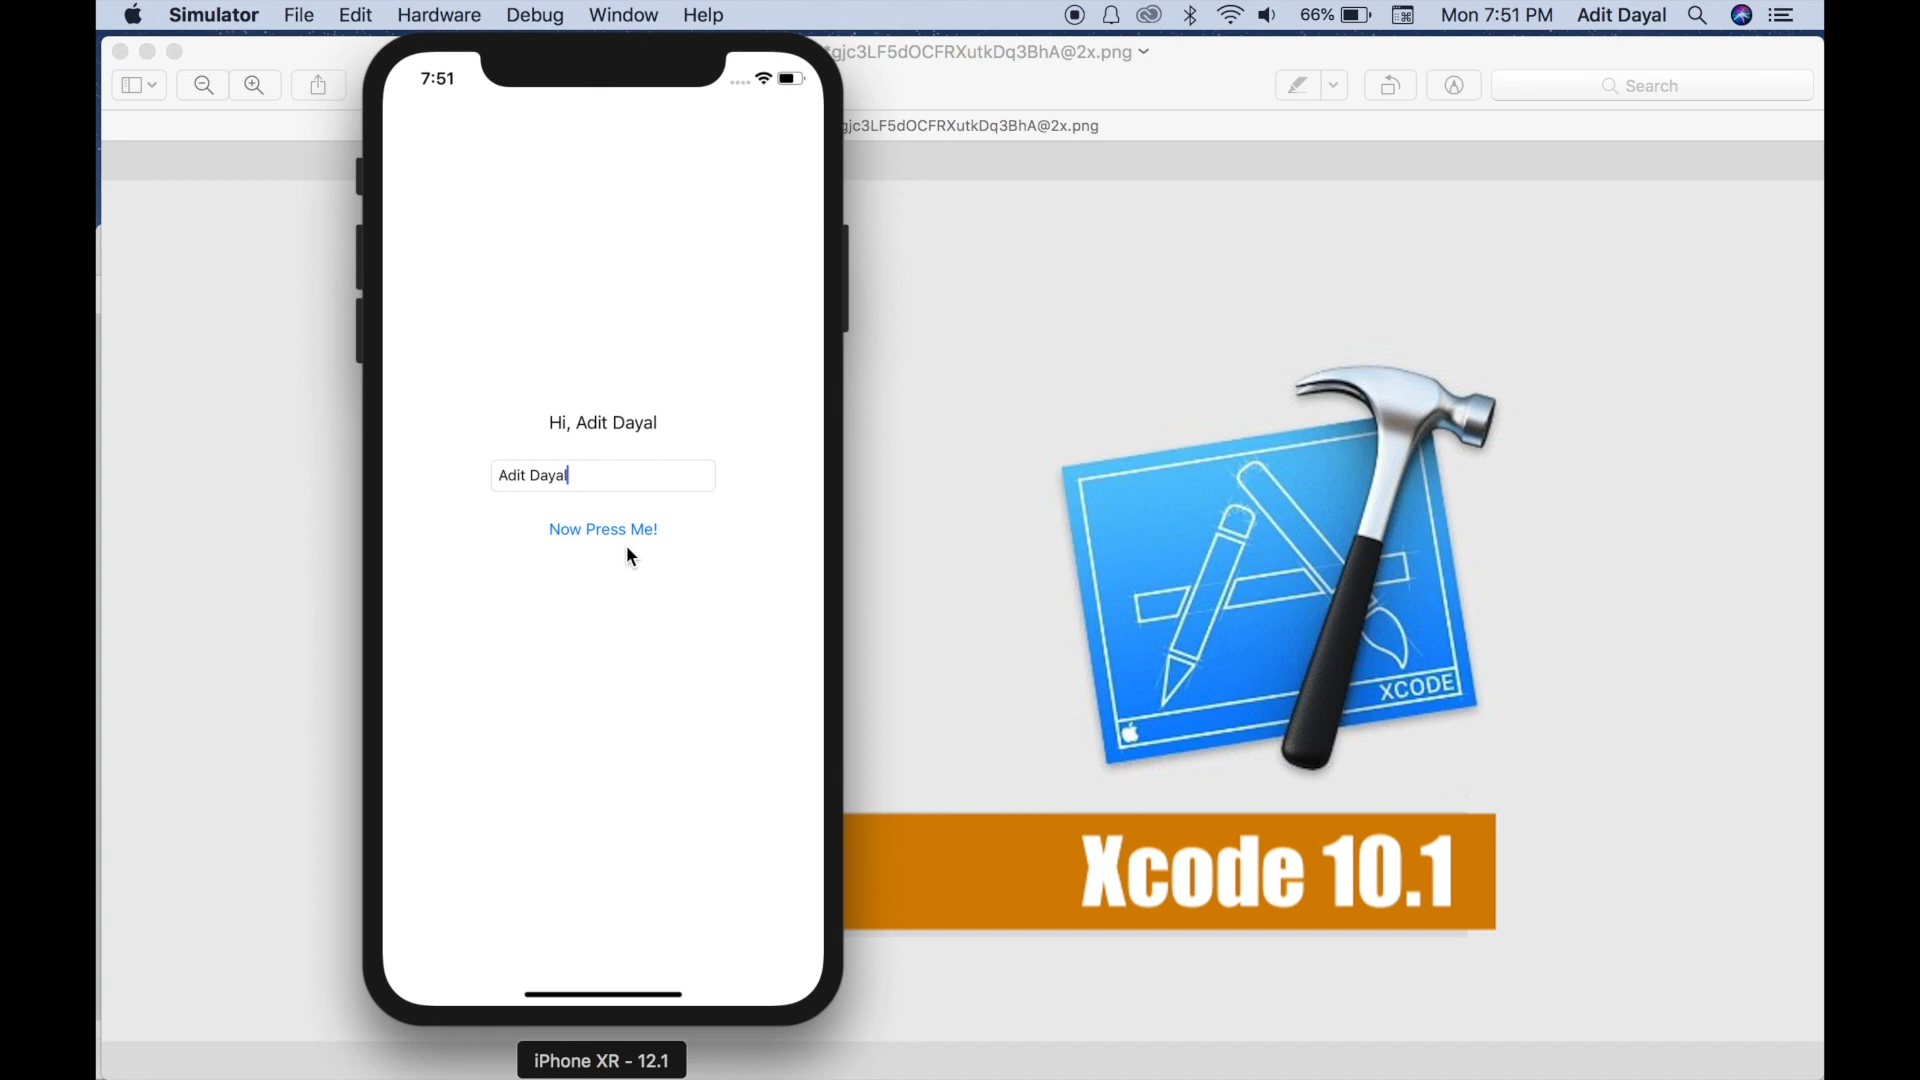 Simulator File Edit Hardware Debug Window Help 66% Mon 7:51 PM Adit Dayal
gjc3LF5dOCFRXutkDq3BhA@2x.png
7:51
Search
gjc3LF5dOCFRXutkDq3BhA@2x.png
Hi, Adit Dayal
Adit Dayal
Now Press Me!
XCODE
Xcode 10.1
iPhone XR - 12.1